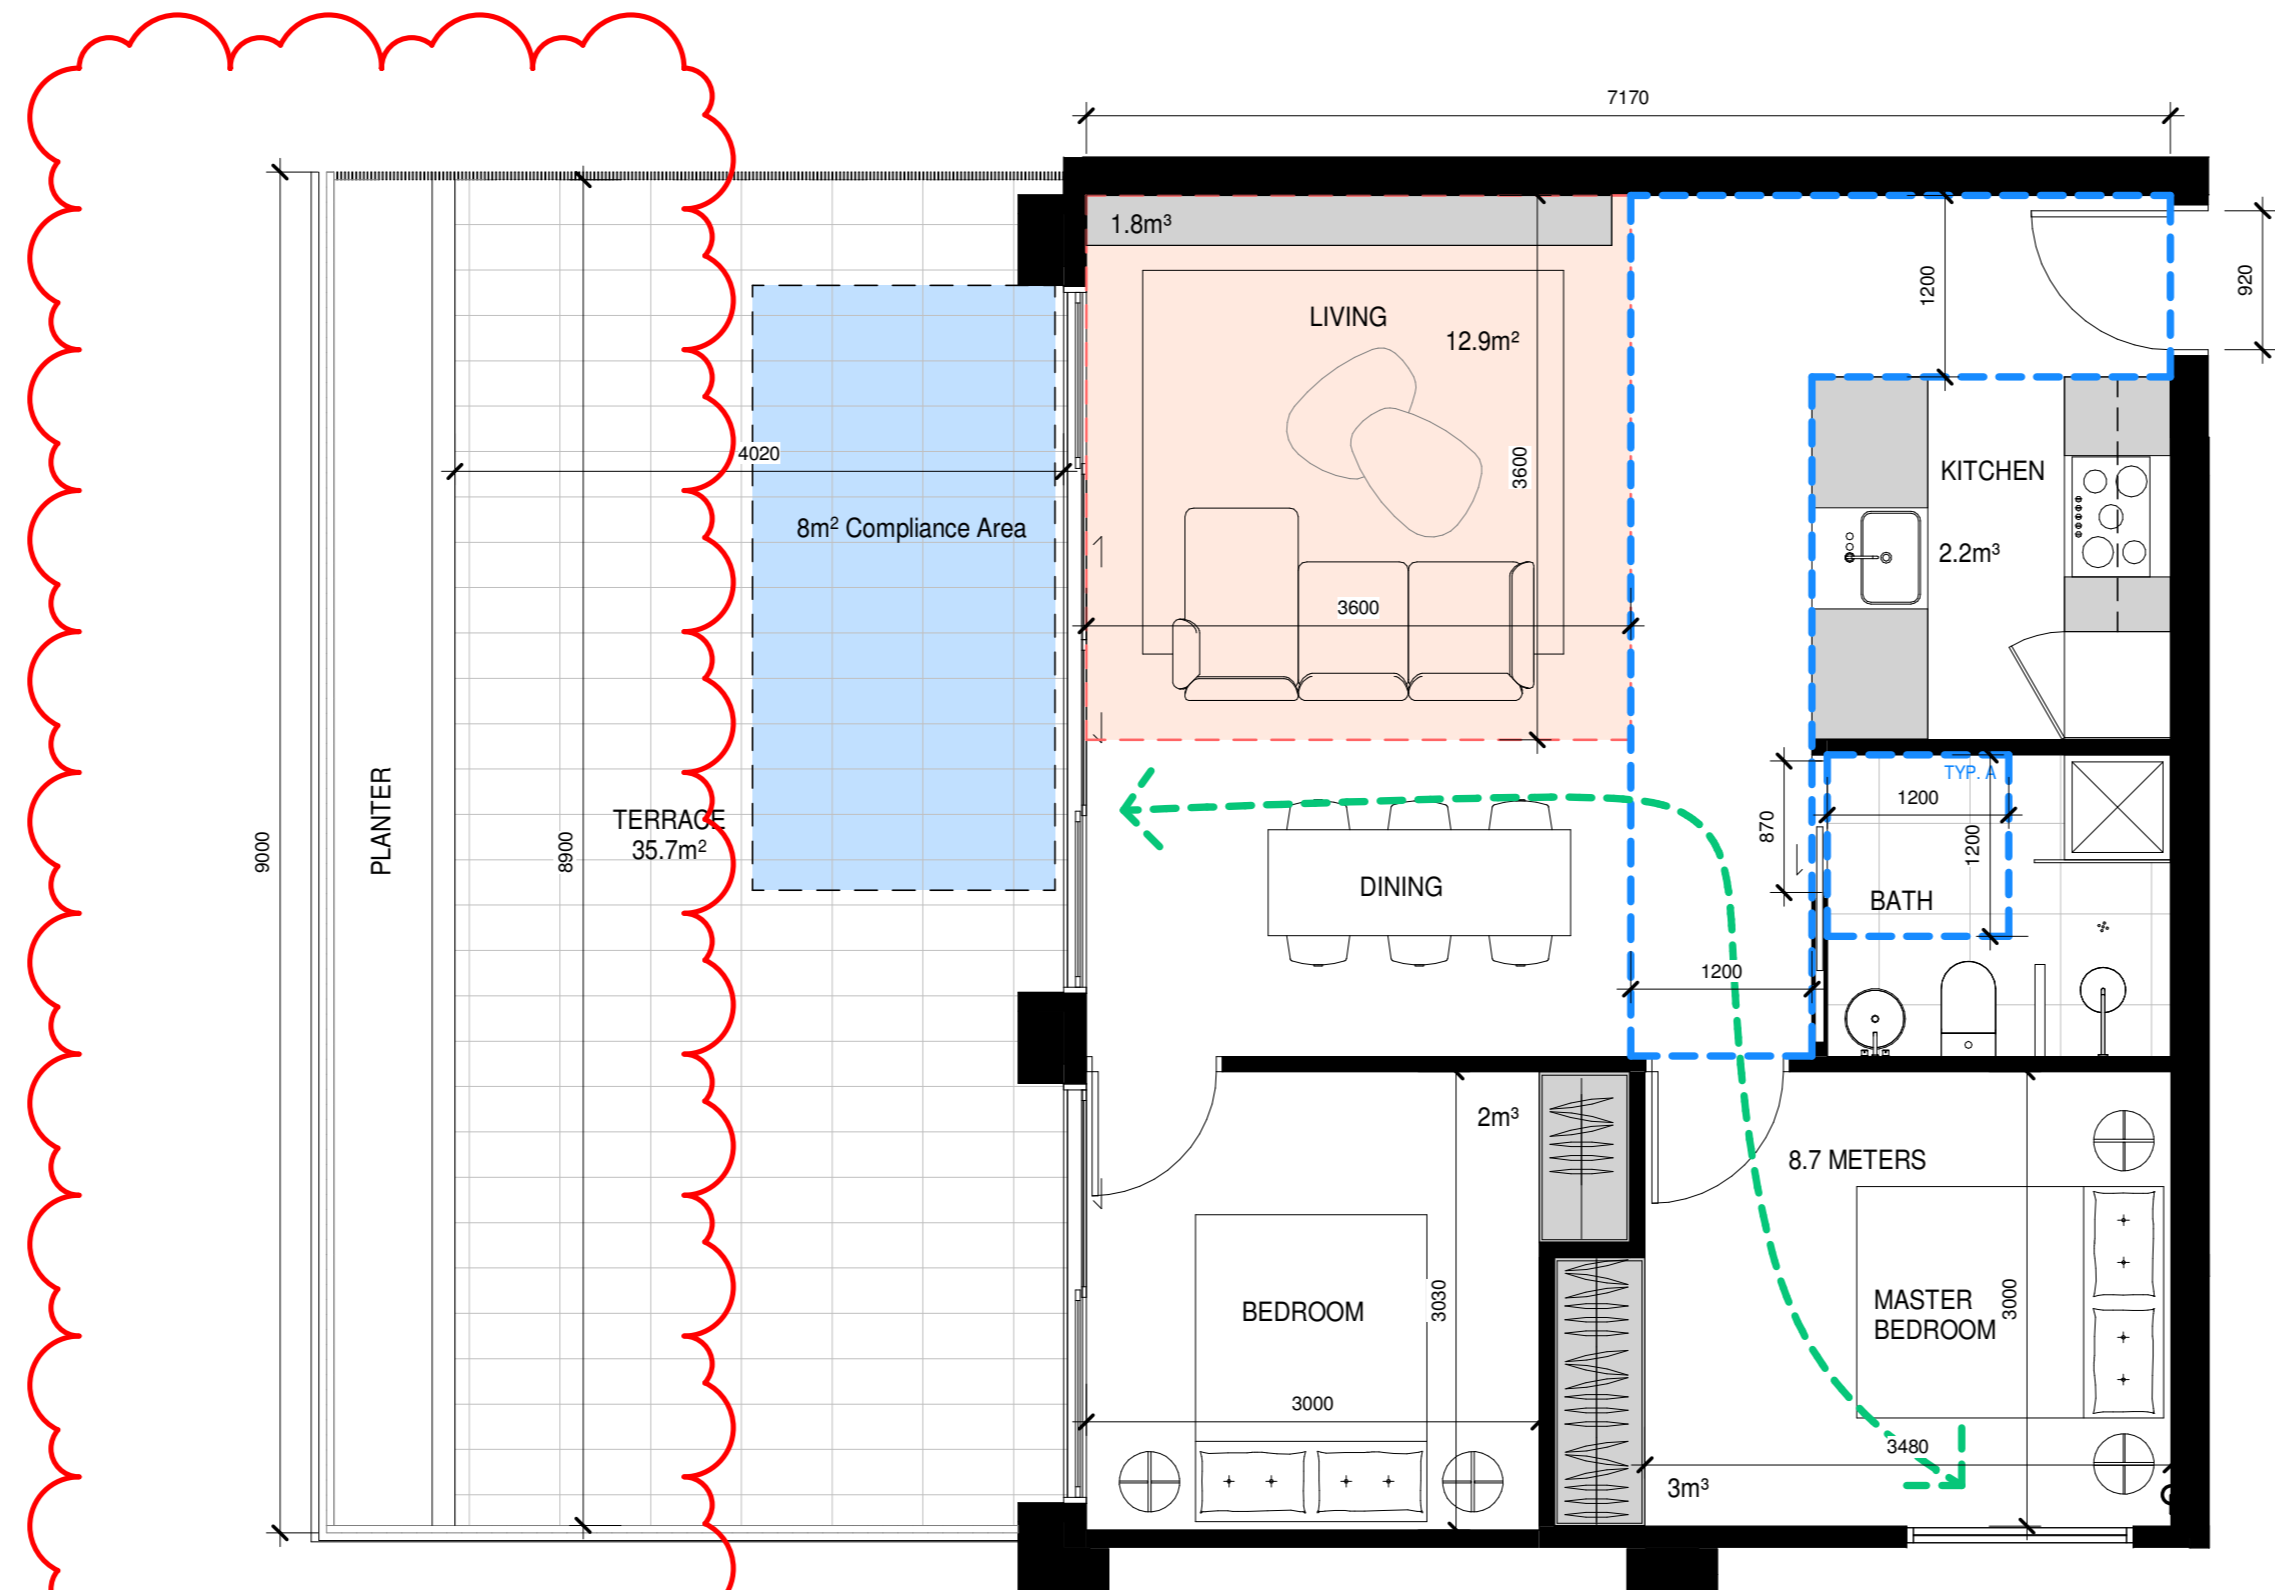 7170
1.8m³
LIVING
12.9m²
1200
920
4020
3600
KITCHEN
8m² Compliance Area
2.2m³
3600
PLANTER
9000
8900
TERRACE
35.7m²
TYP. A
1200
870
1200
DINING
BATH
1200
2m³
8.7 METERS
BEDROOM
3030
MASTER
BEDROOM
3000
3000
3480
3m³